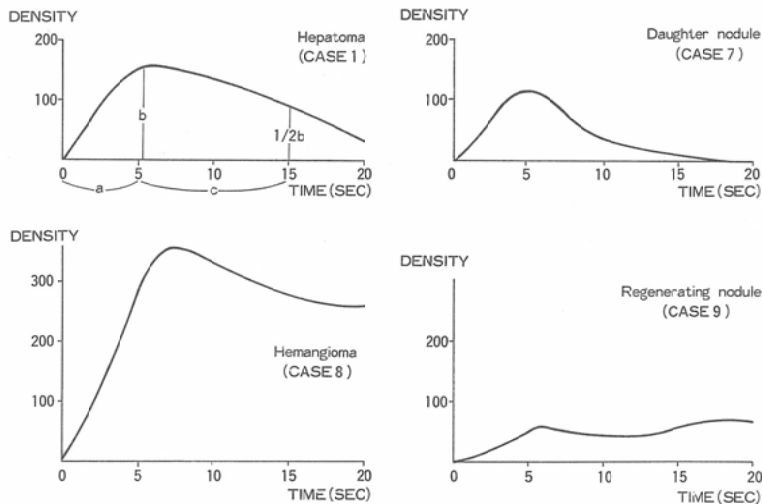 DENSITY
200
Hepatoma
(CASE 1)
100
b
1/2b
0 5 10 15 20
a c TIME (SEC)
DENSITY
200
Daughter nodule
(CASE 7)
100
0 5 10 15 20
TIME (SEC)
DENSITY
300
200
Hemangioma
(CASE 8)
100
0 5 10 15 20
TIME (SEC)
DENSITY
Regenerating nodule
(CASE 9)
200
100
0 5 10 15 20
TIME (SEC)